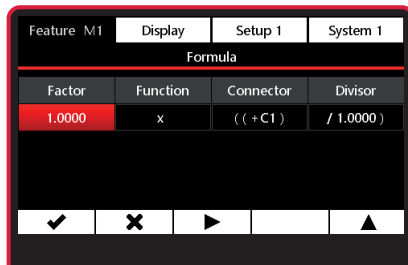 Feature M1 Display Setup 1 System 1
Formula
Factor Function Connector Divisor
1.0000 x ( ( +C1 ) / 1.0000 )